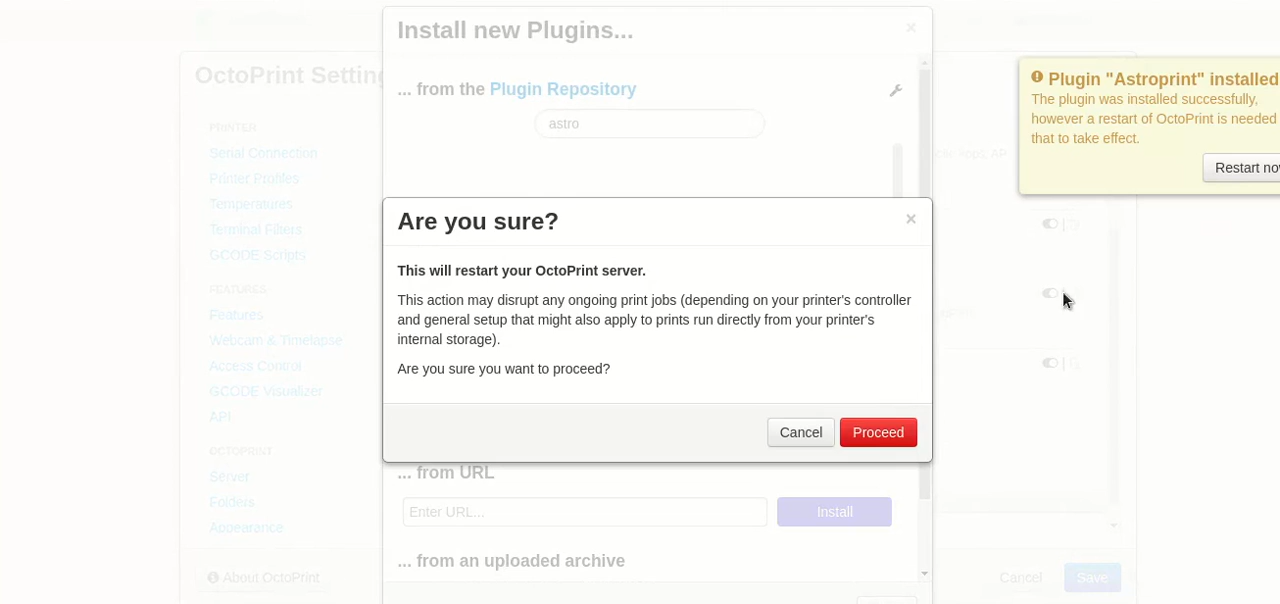 Install new Plugins...
×
OctoPrint Setting
... from the Plugin Repository
astro
PRINTER
Serial Connection
Printer Profiles
Temperatures
Terminal Filters
GCODE Scripts
FEATURES
Features
Webcam & Timelapse
Access Control
GCODE Visualizer
API
OCTOPRINT
Server
Folders
Appearance
About OctoPrint
Plugin "Astroprint" installed
The plugin was installed successfully,
however a restart of OctoPrint is needed
that to take effect.
Restart now
Are you sure?
×
This will restart your OctoPrint server.
This action may disrupt any ongoing print jobs (depending on your printer's controller
and general setup that might also apply to prints run directly from your printer's
internal storage).
Are you sure you want to proceed?
Cancel
Proceed
... from URL
Enter URL...
Install
... from an uploaded archive
Cancel
Save